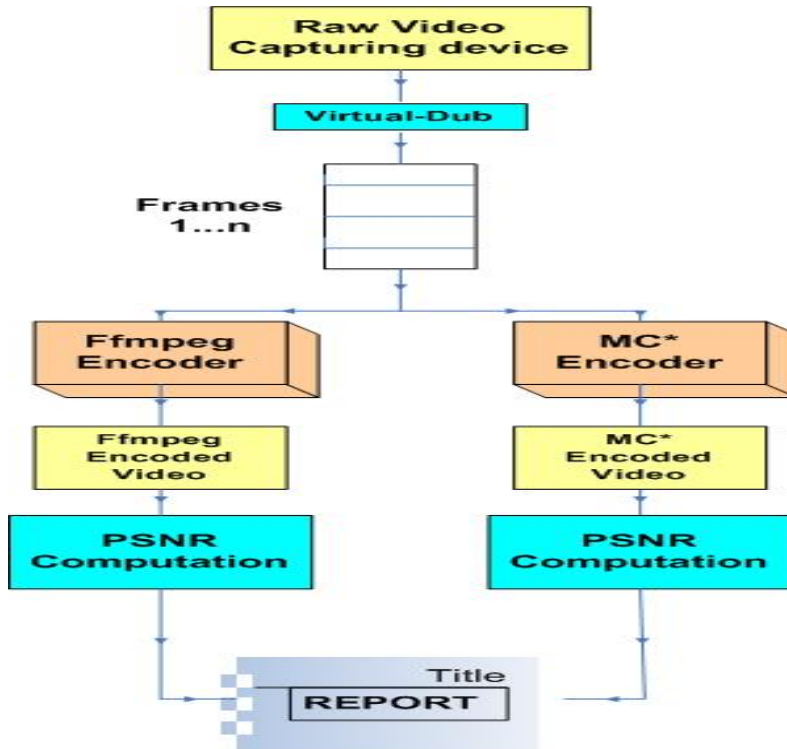 Raw Video
Capturing device
Virtual-Dub
Frames
1...n
Ffmpeg
Encoder
MC*
Encoder
Ffmpeg
Encoded
Video
MC*
Encoded
Video
PSNR
Computation
PSNR
Computation
Title
REPORT